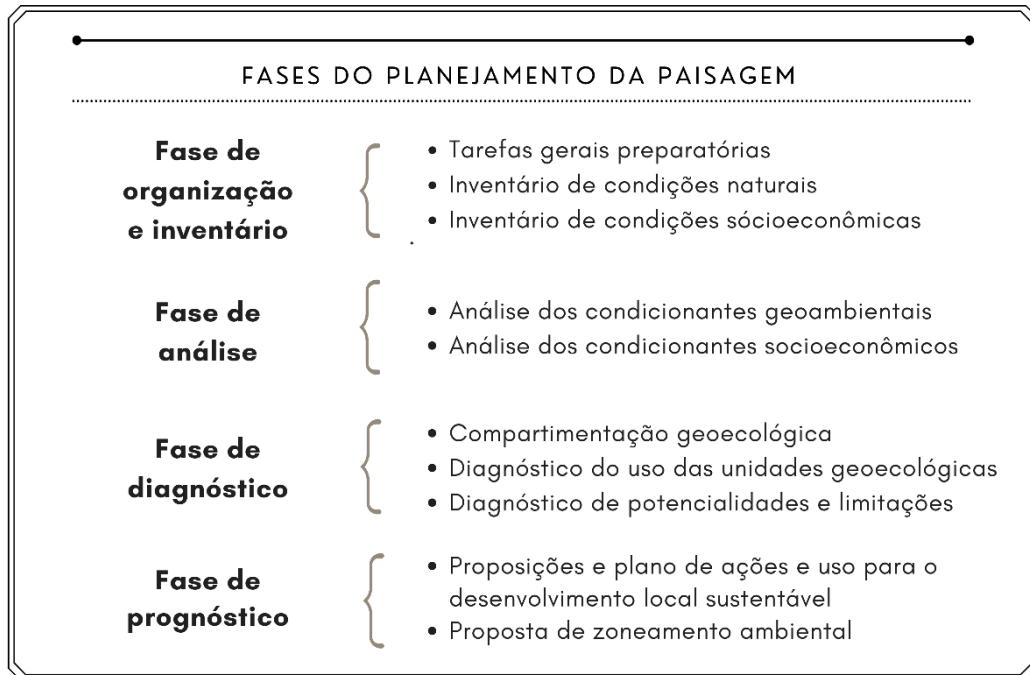 FASES DO PLANEJAMENTO DA PAISAGEM
Fase de
organização
e inventário
• Tarefas gerais preparatórias
• Inventário de condições naturais
• Inventário de condições sócioeconômicas
Fase de
análise
• Análise dos condicionantes geoambientais
• Análise dos condicionantes socioeconômicos
Fase de
diagnóstico
• Compartimentação geoecológica
• Diagnóstico do uso das unidades geoecológicas
• Diagnóstico de potencialidades e limitações
Fase de
prognóstico
• Proposições e plano de ações e uso para o
desenvolvimento local sustentável
• Proposta de zoneamento ambiental